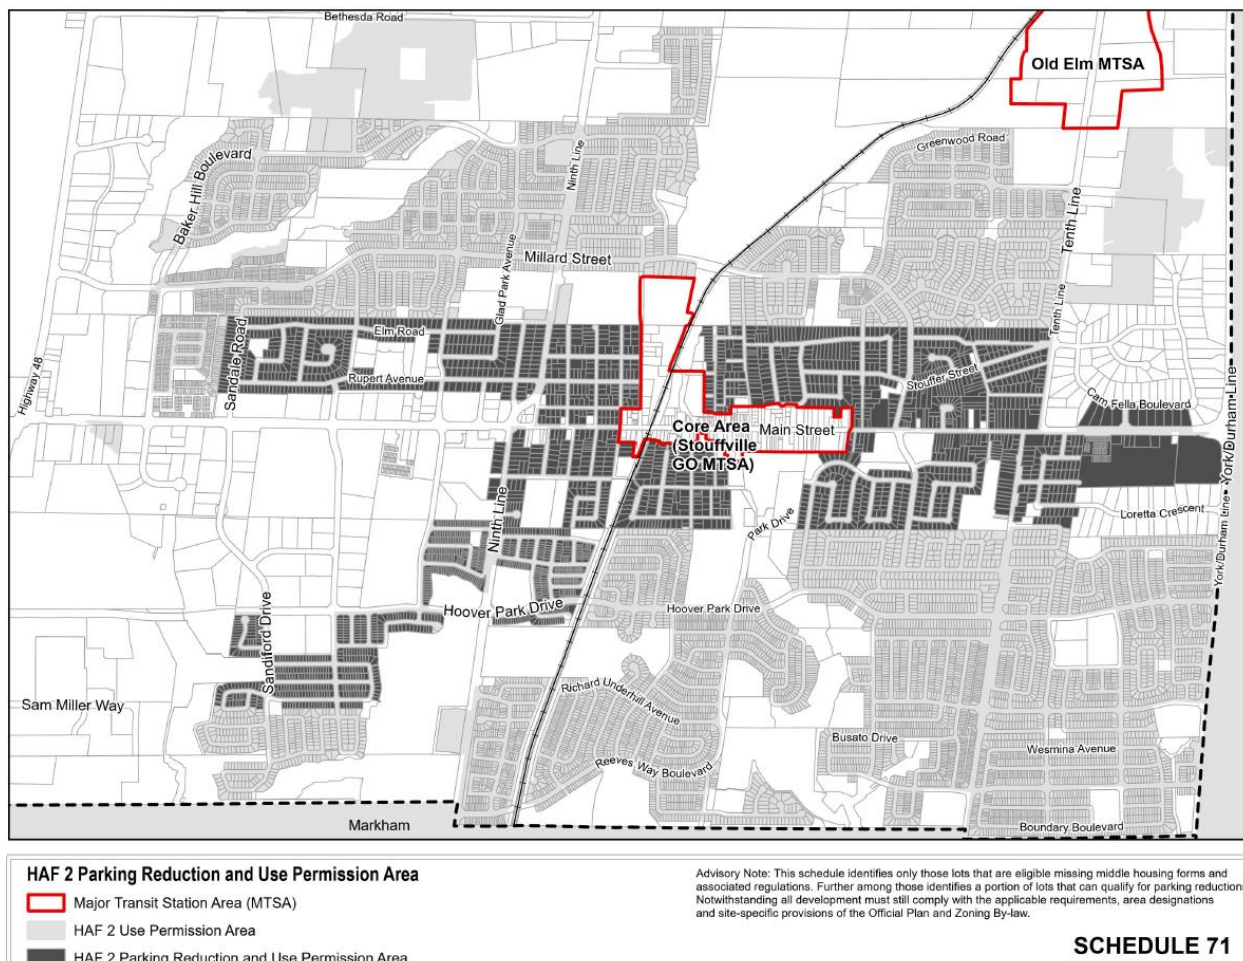 Bethesda Road
Old Elm MTSA
Greenwood Road
Ninth Line
Baker Hill Boulevard
Tenth Line
Glad Park Avenue
Millard Street
Tenth Line
Elm Road
Sandale Road
Highway 48
Rupert Avenue
Stouffer Street
Cam Fella Boulevard
York/Durham Line
Core Area
(Stouffville
GO MTSA)
Main Street
Ninth Line
Park Drive
Loretta Crescent
York/Durham Line
Hoover Park Drive
Hoover Park Drive
Sandiford Drive
Sam Miller Way
Richard Underhill Avenue
Busato Drive
Wesmina Avenue
Reeves Way Boulevard
Markham
Boundary Boulevard
HAF 2 Parking Reduction and Use Permission Area
Major Transit Station Area (MTSA)
HAF 2 Use Permission Area
HAF 2 Parking Reduction and Use Permission Area
Advisory Note: This schedule identifies only those lots that are eligible missing middle housing forms and
associated regulations. Further among those identifies a portion of lots that can qualify for parking reductions
Notwithstanding all development must still comply with the applicable requirements, area designations
and site-specific provisions of the Official Plan and Zoning By-law.
SCHEDULE 71